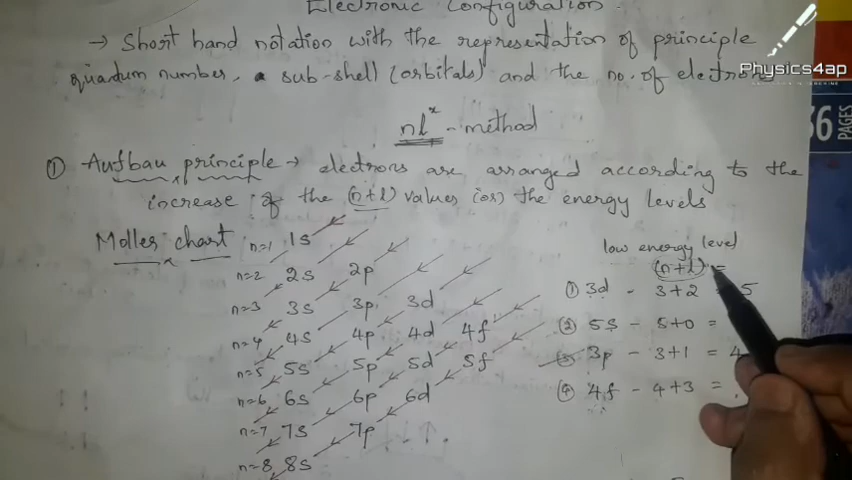 Electronic Configuration.
→ Short hand notation with the representation of principle
quantum number, a sub-shell (orbitals) and the no. of electrons
nlˣ - method
① Aufbau principle → electrons are arranged according to the
increase of the (n+l) values (or) the energy levels
Moller chart
n=1 1s
n=2 2s 2p
n=3 3s 3p 3d
n=4 4s 4p 4d 4f
n=5 5s 5p 5d 5f
n=6 6s 6p 6d
n=7 7s 7p
n=8 8s
low energy level
(n+l) =
① 3d - 3+2 = 5
② 5s - 5+0 =
③ 3p - 3+1 = 4
④ 4f - 4+3 =
Physics4ap
56
PAGES